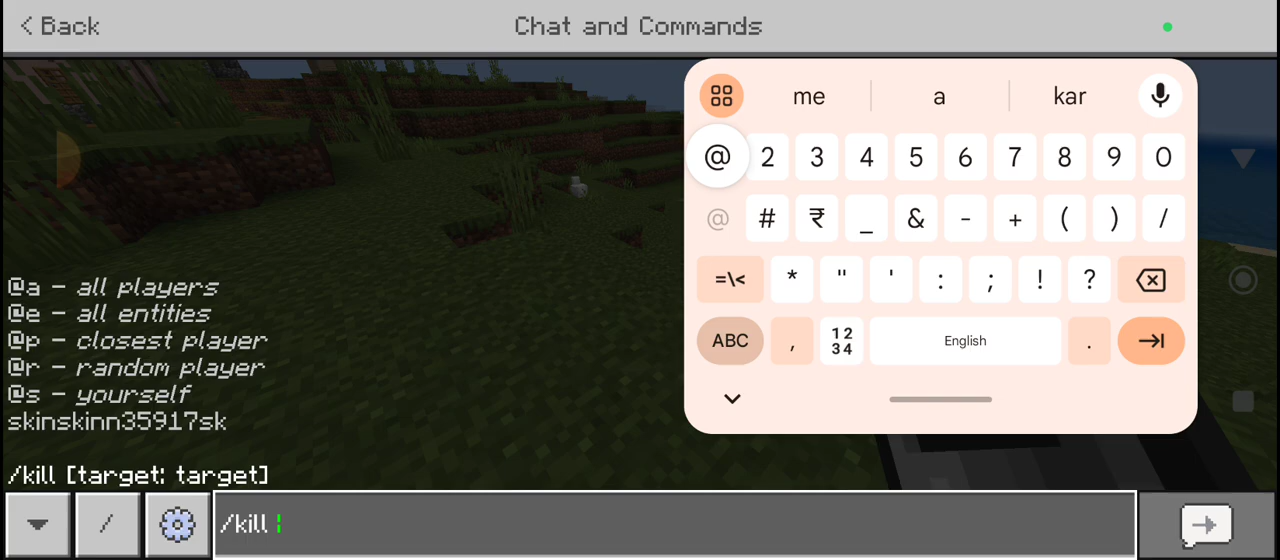 Back
Chat and Commands
me a kar
@ 2 3 4 5 6 7 8 9 0
@ # ₹ _ & - + ( ) /
=\< * " ' : ; ! ?
ABC , 12 34 English .
@a - all players
@e - all entities
@p - closest player
@r - random player
@s - yourself
skinskinn35917sk
/kill [target: target]
/ /kill